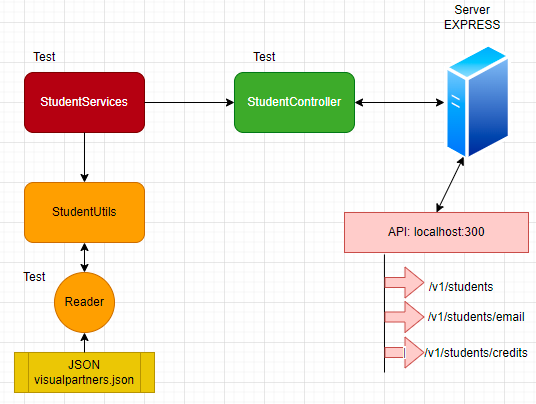 Server
EXPRESS
Test
Test
StudentServices
StudentController
StudentUtils
API: localhost:300
Test
Reader
/v1/students
/v1/students/email
/v1/students/credits
JSON
visualpartners.json